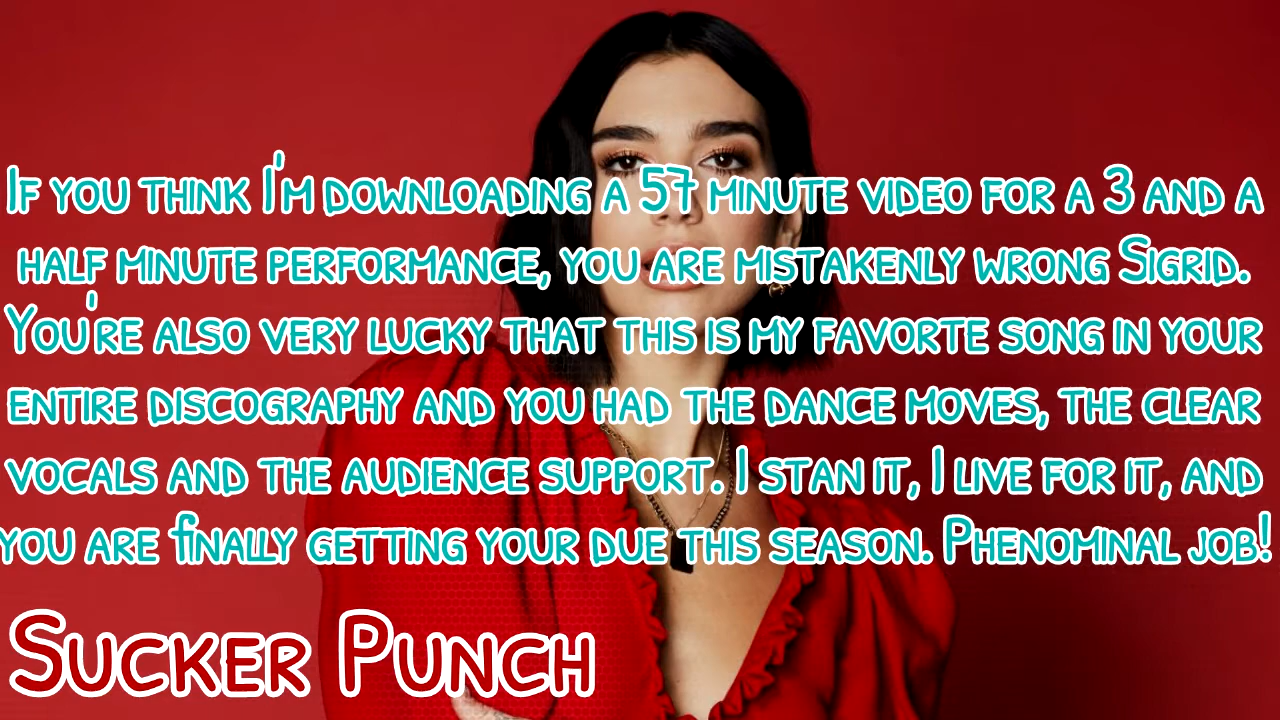 If you think I'm downloading a 57 minute video for a 3 and a
half minute performance, you are mistakenly wrong Sigrid.
You're also very lucky that this is my favorte song in your
entire discography and you had the dance moves, the clear
vocals and the audience support. I stan it, I live for it, and
you are finally getting your due this season. Phenominal job!
Sucker Punch